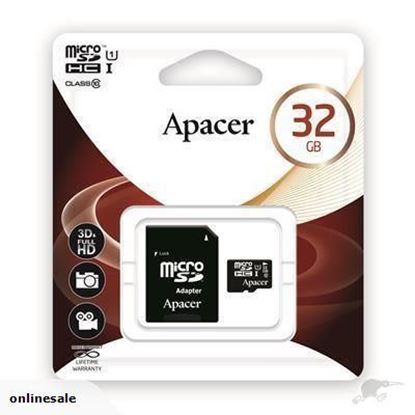 micro SD HC I U1
CLASS 10
Apacer
32
GB
3D &
FULL
HD
Lock
micro
SD
Adapter
Apacer
micro SD HC I
Apacer
LIFETIME
WARRANTY
onlinesale